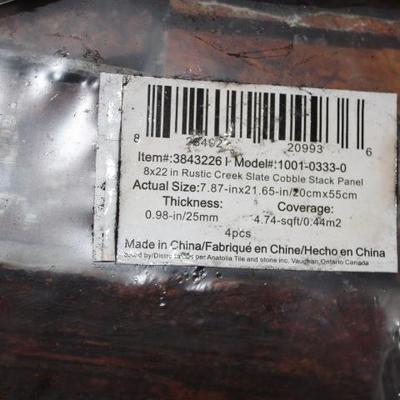 8 20993 6
Item#:3843226 I Model#:1001-0333-0
8x22 in Rustic Creek Slate Cobble Stack Panel
Actual Size:7.87-inx21.65-in/20cmx55cm
Thickness: Coverage:
0.98-in/25mm 4.74-sqft/0.44m2
4pcs
Made in China/Fabriqué en Chine/Hecho en China
by/ par Anatolia Tile and stone inc. Vaughan,Ontario Canada